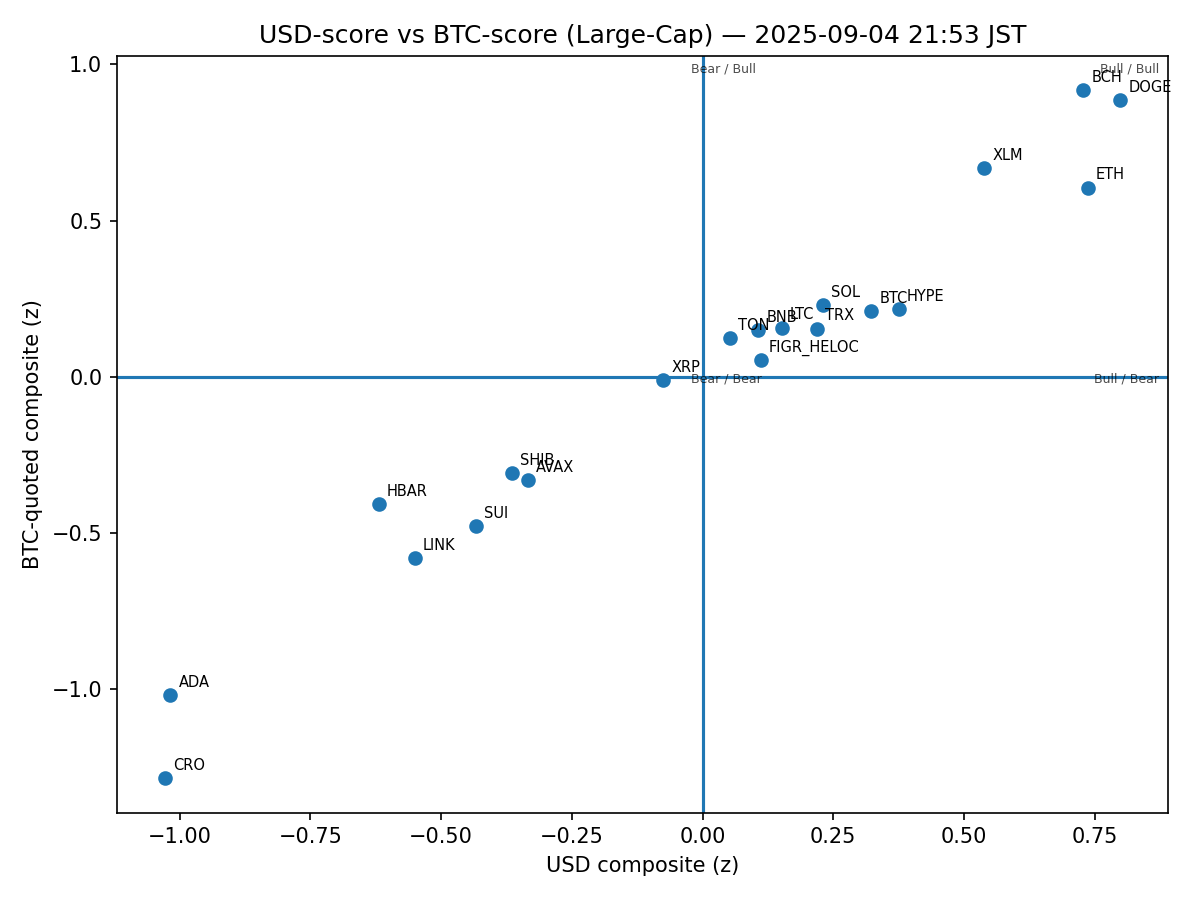 USD-score vs BTC-score (Large-Cap) — 2025-09-04 21:53 JST
BTC-quoted composite (z)
1.0
0.5
0.0
−0.5
−1.0
Bear / Bull
Bull / Bull
BCH
DOGE
XLM
ETH
SOL
BTC
HYPE
TON
BNB
LTC
TRX
FIGR_HELOC
XRP
Bear / Bear
Bull / Bear
SHIB
AVAX
HBAR
SUI
LINK
ADA
CRO
−1.00
−0.75
−0.50
−0.25
0.00
0.25
0.50
0.75
USD composite (z)